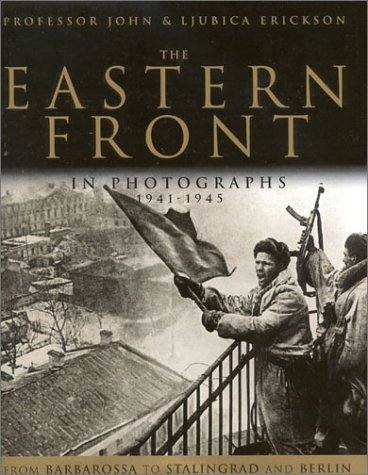 PROFESSOR JOHN & LJUBICA ERICKSON
THE
EASTERN
FRONT
IN PHOTOGRAPHS
1941-1945
FROM BARBAROSSA TO STALINGRAD AND BERLIN